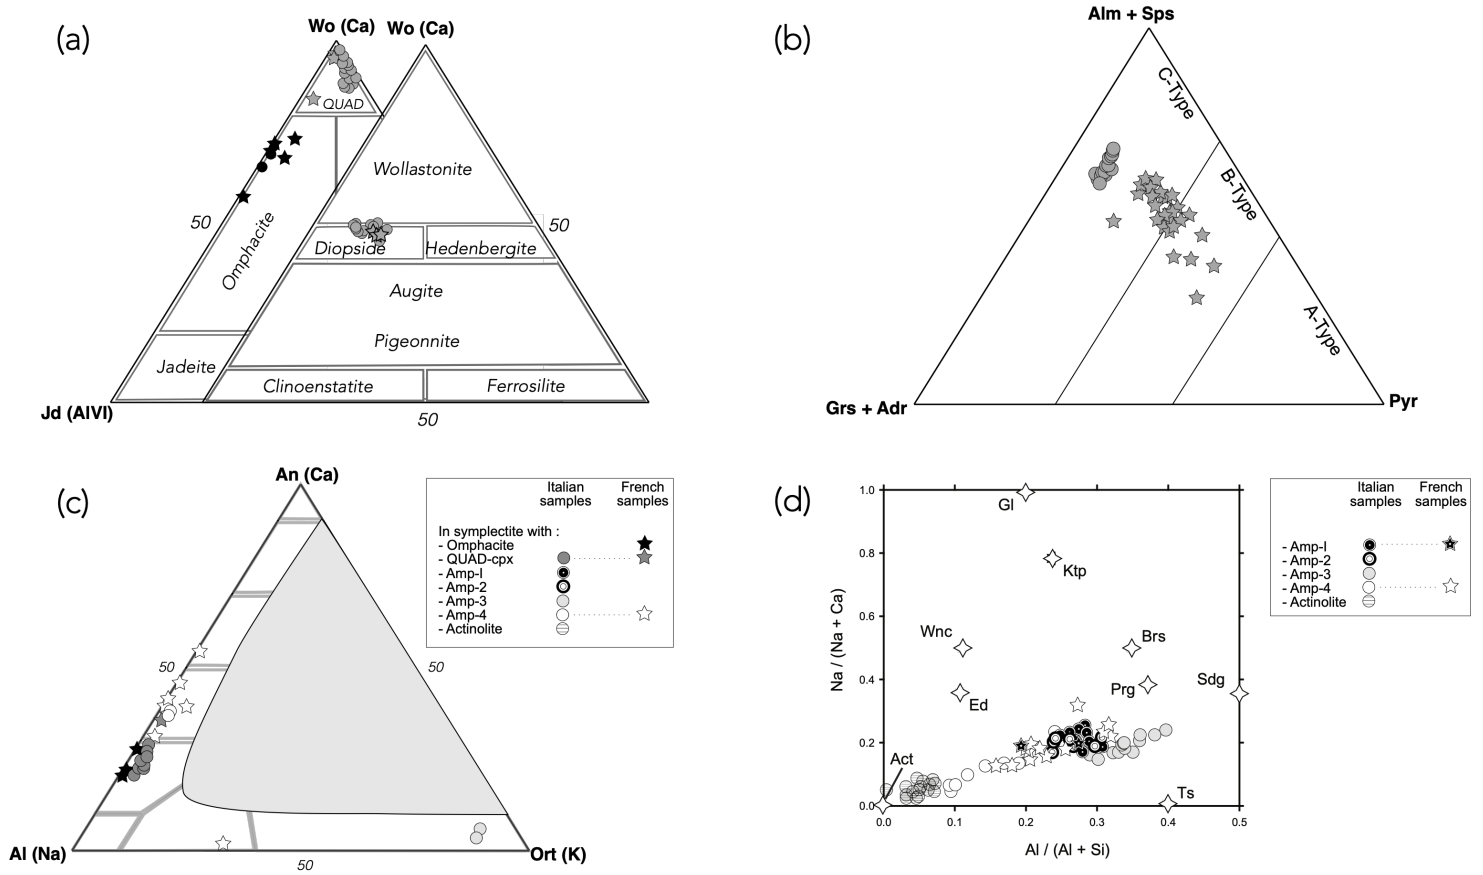 (a)
Wo (Ca) Wo (Ca)
QUAD
Wollastonite
50
50
Omphacite
Diopside
Hedenbergite
Augite
Pigeonnite
Jadeite
Clinoenstatite
Ferrosilite
Jd (AlVI)
50
(b)
Alm + Sps
C-Type
B-Type
A-Type
Grs + Adr
Pyr
(c)
An (Ca)
50
50
Al (Na)
Ort (K)
50
Italian samples
French samples
In symplectite with :
- Omphacite
- QUAD-cpx
- Amp-I
- Amp-2
- Amp-3
- Amp-4
- Actinolite
(d)
1.0
0.8
0.6
0.4
0.2
0.0
Na / (Na + Ca)
Gl
Ktp
Wnc
Brs
Ed
Prg
Sdg
Act
Ts
0.0 0.1 0.2 0.3 0.4 0.5
Al / (Al + Si)
Italian samples
French samples
- Amp-I
- Amp-2
- Amp-3
- Amp-4
- Actinolite